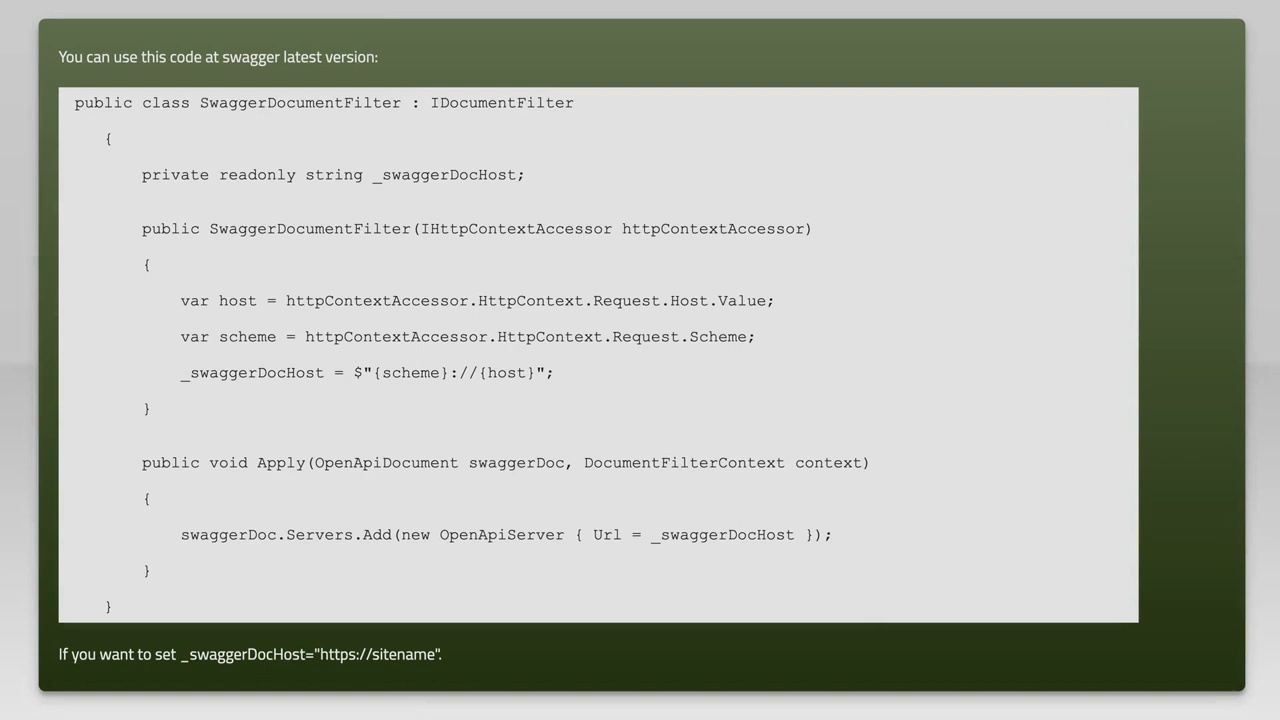 You can use this code at swagger latest version:
public class SwaggerDocumentFilter : IDocumentFilter
{
private readonly string _swaggerDocHost;
public SwaggerDocumentFilter(IHttpContextAccessor httpContextAccessor)
{
var host = httpContextAccessor.HttpContext.Request.Host.Value;
var scheme = httpContextAccessor.HttpContext.Request.Scheme;
_swaggerDocHost = $"{scheme}://{host}";
}
public void Apply(OpenApiDocument swaggerDoc, DocumentFilterContext context)
{
swaggerDoc.Servers.Add(new OpenApiServer { Url = _swaggerDocHost });
}
}
If you want to set _swaggerDocHost="https://sitename".